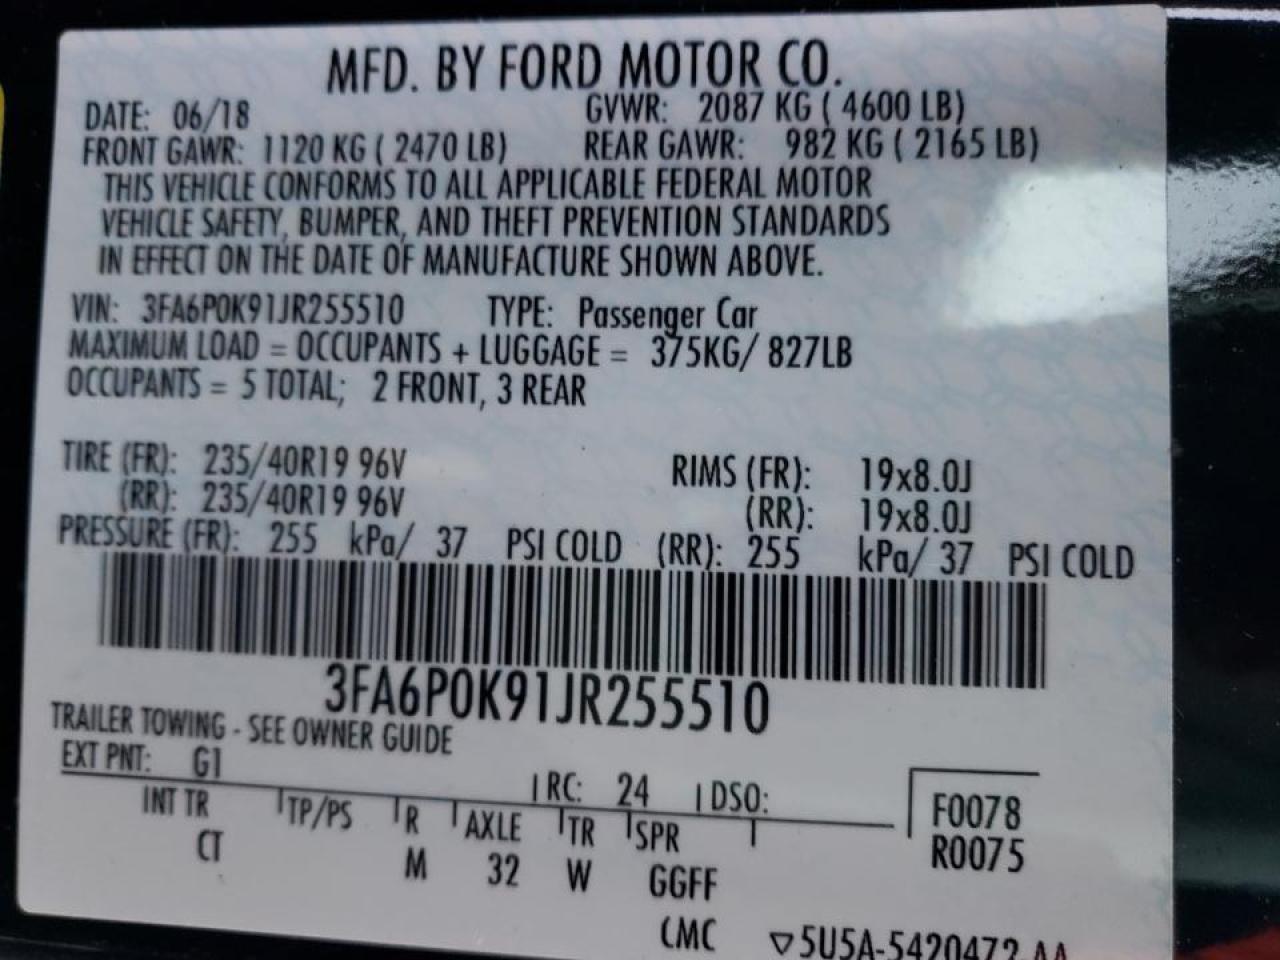 MFD. BY FORD MOTOR CO.
DATE: 06/18 GVWR: 2087 KG ( 4600 LB)
FRONT GAWR: 1120 KG ( 2470 LB) REAR GAWR: 982 KG ( 2165 LB)
THIS VEHICLE CONFORMS TO ALL APPLICABLE FEDERAL MOTOR
VEHICLE SAFETY, BUMPER, AND THEFT PREVENTION STANDARDS
IN EFFECT ON THE DATE OF MANUFACTURE SHOWN ABOVE.
VIN: 3FA6P0K91JR255510 TYPE: Passenger Car
MAXIMUM LOAD = OCCUPANTS + LUGGAGE = 375KG/ 827LB
OCCUPANTS = 5 TOTAL; 2 FRONT, 3 REAR
TIRE (FR): 235/40R19 96V RIMS (FR): 19x8.0J
(RR): 235/40R19 96V (RR): 19x8.0J
PRESSURE (FR): 255 kPa/ 37 PSI COLD (RR): 255 kPa/ 37 PSI COLD
3FA6P0K91JR255510
TRAILER TOWING - SEE OWNER GUIDE
EXT PNT: G1 RC: 24 DSO:
INT TR TP/PS R AXLE TR SPR F0078
CT M 32 W GGFF R0075
CMC ▽5U5A-5420472-AA